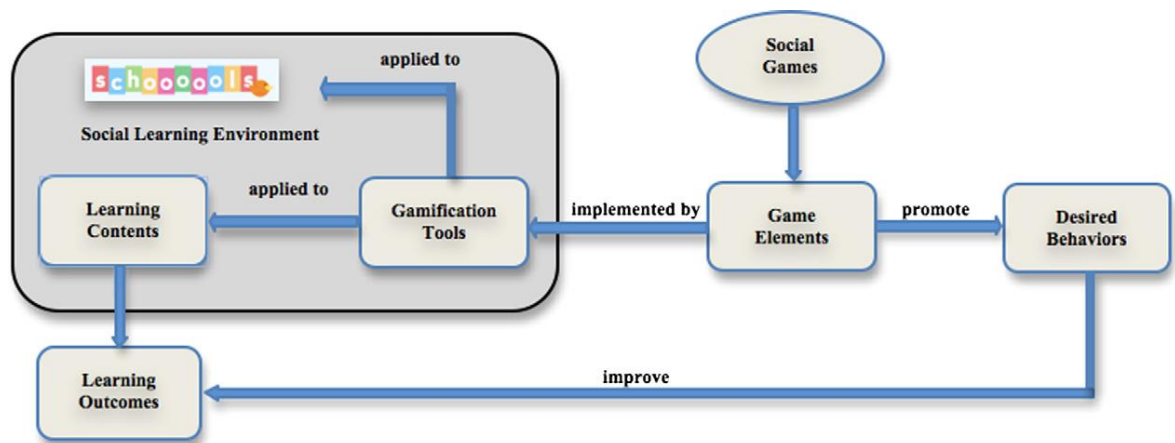 Social
Games
applied to
schoooools
Social Learning Environment
Learning
Contents
applied to
Gamification
Tools
implemented by
Game
Elements
promote
Desired
Behaviors
Learning
Outcomes
improve